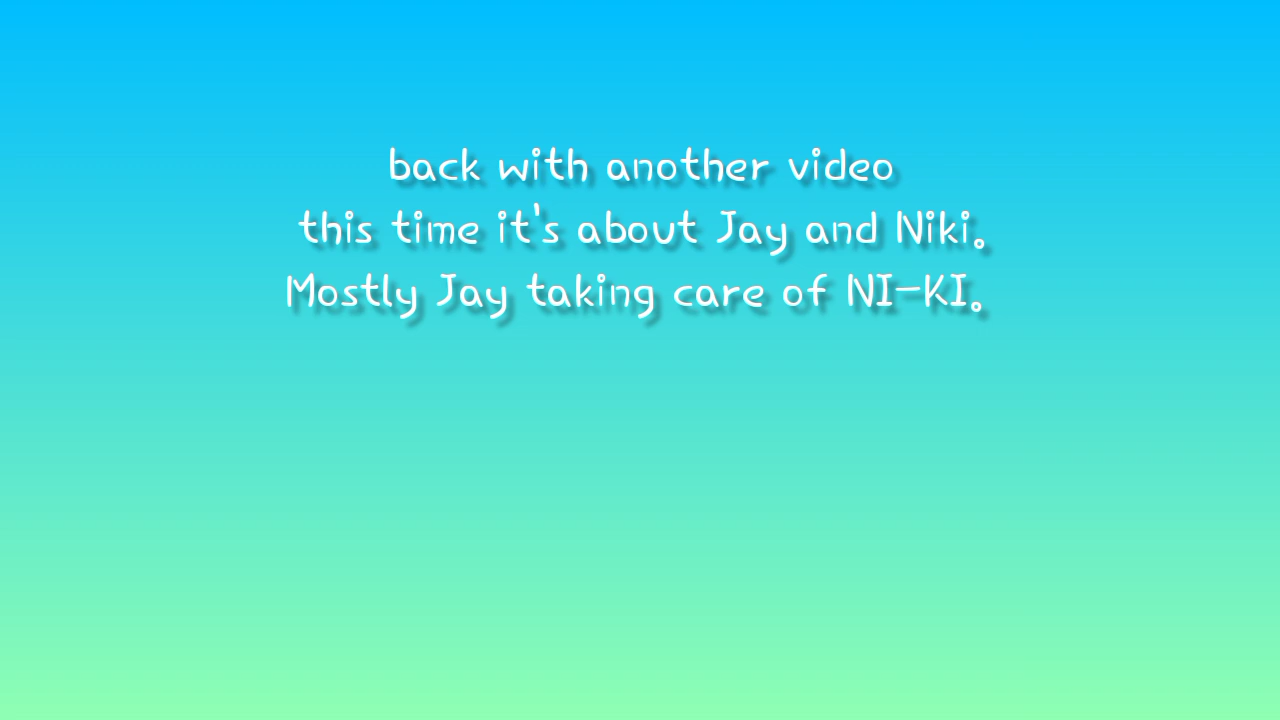 back with another video
this time it's about Jay and Niki.
Mostly Jay taking care of NI-KI.